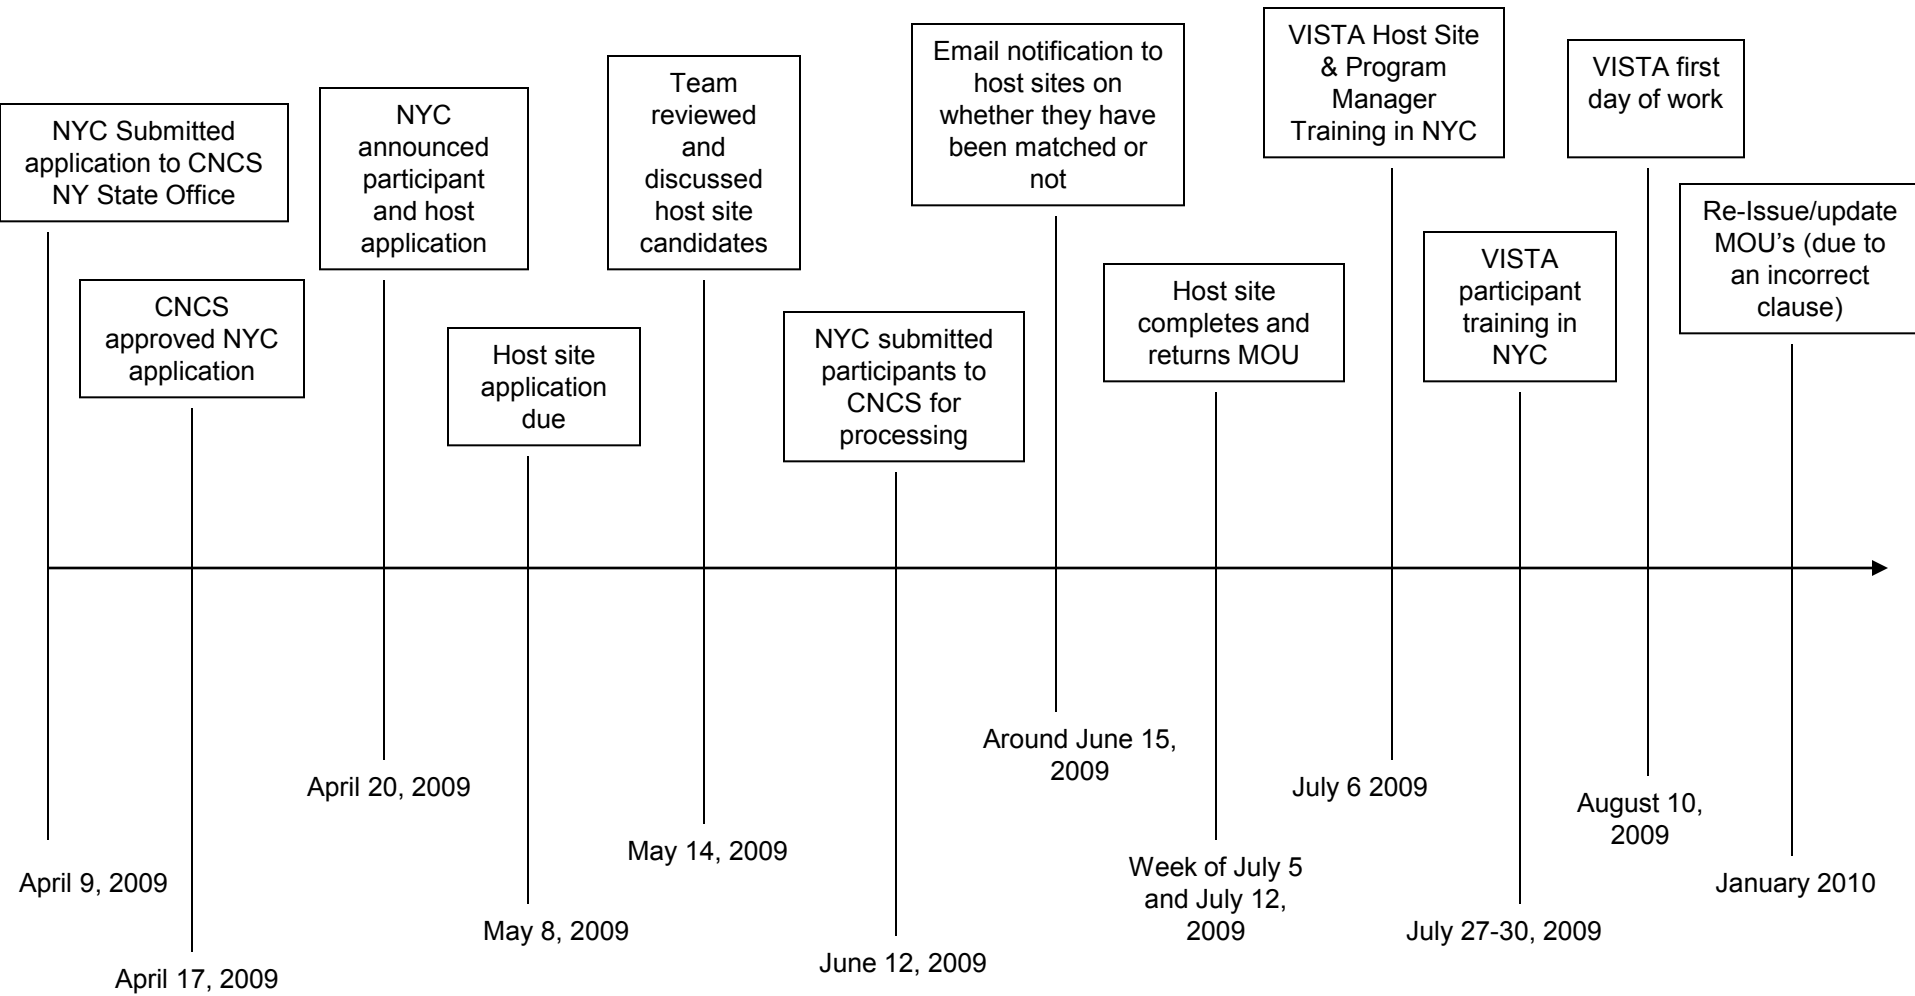 NYC Submitted
application to CNCS
NY State Office
CNCS
approved NYC
application
NYC
announced
participant
and host
application
Host site
application
due
Team
reviewed
and
discussed
host site
candidates
NYC submitted
participants to
CNCS for
processing
Email notification to
host sites on
whether they have
been matched or
not
Host site
completes and
returns MOU
VISTA Host Site
& Program
Manager
Training in NYC
VISTA
participant
training in
NYC
VISTA first
day of work
Re-Issue/update
MOU's (due to
an incorrect
clause)
April 9, 2009
April 17, 2009
April 20, 2009
May 8, 2009
May 14, 2009
June 12, 2009
Around June 15,
2009
Week of July 5
and July 12,
2009
July 6 2009
July 27-30, 2009
August 10,
2009
January 2010